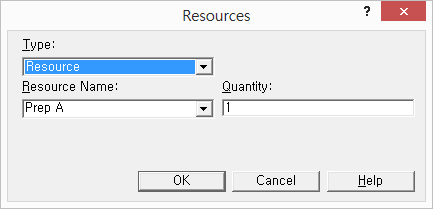 Resources
?
×
Type:
Resource
Resource Name:
Quantity:
Prep A
1
OK
Cancel
Help